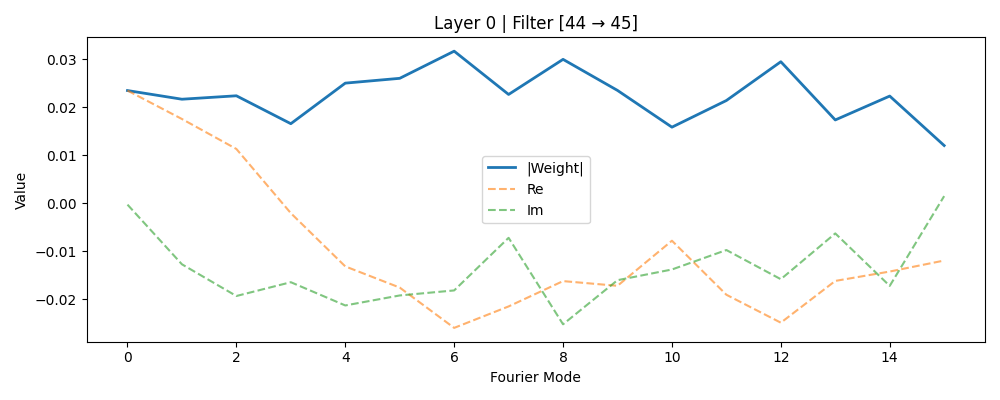 Layer 0 | Filter [44 → 45]
0.03
0.02
0.01
0.00
−0.01
−0.02
Value
|Weight|
Re
Im
0 2 4 6 8 10 12 14
Fourier Mode